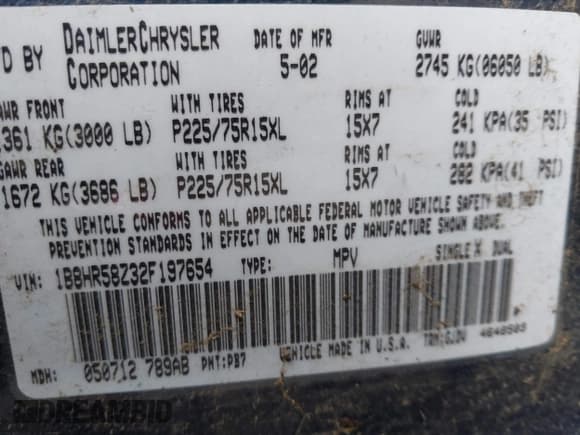 D BY DAIMLERCHRYSLER CORPORATION DATE OF MFR 5-02 GVWR 2745 KG(06050 LB)
AWR FRONT WITH TIRES RIMS AT COLD
1361 KG(3000 LB) P225/75R15XL 15X7 241 KPA(35 PSI)
GAWR REAR WITH TIRES RIMS AT COLD
1672 KG(3686 LB) P225/75R15XL 15X7 282 KPA(41 PSI)
THIS VEHICLE CONFORMS TO ALL APPLICABLE FEDERAL MOTOR VEHICLE SAFETY AND THEFT
PREVENTION STANDARDS IN EFFECT ON THE DATE OF MANUFACTURE SHOWN ABOVE.
VIN: 1B8HR58Z32F197654 TYPE: MPV SINGLE X DUAL
MDH: 050712 789AB PNT:PB7 VEHICLE MADE IN U.S.A. 4648503
DREAMBID